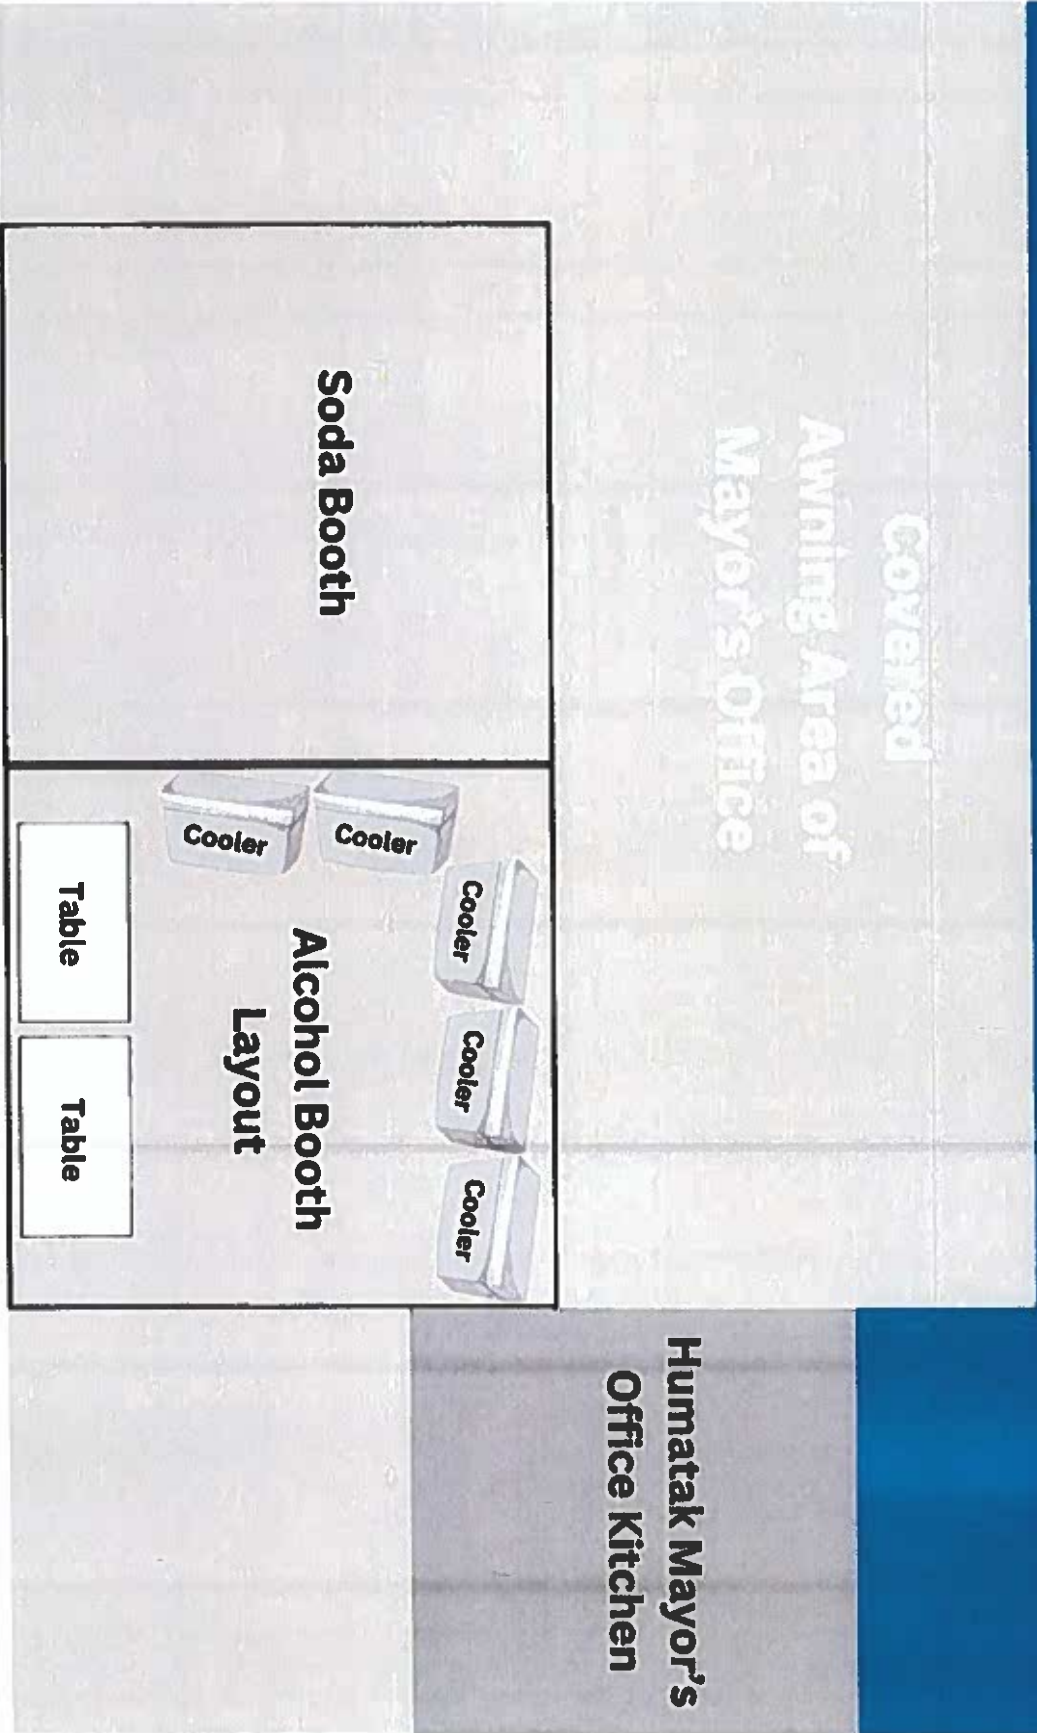 Covered
Awning Area of
Mayor's Office
Humatak Mayor's
Office Kitchen
Soda Booth
Cooler
Cooler
Cooler
Cooler
Cooler
Alcohol Booth
Layout
Table
Table